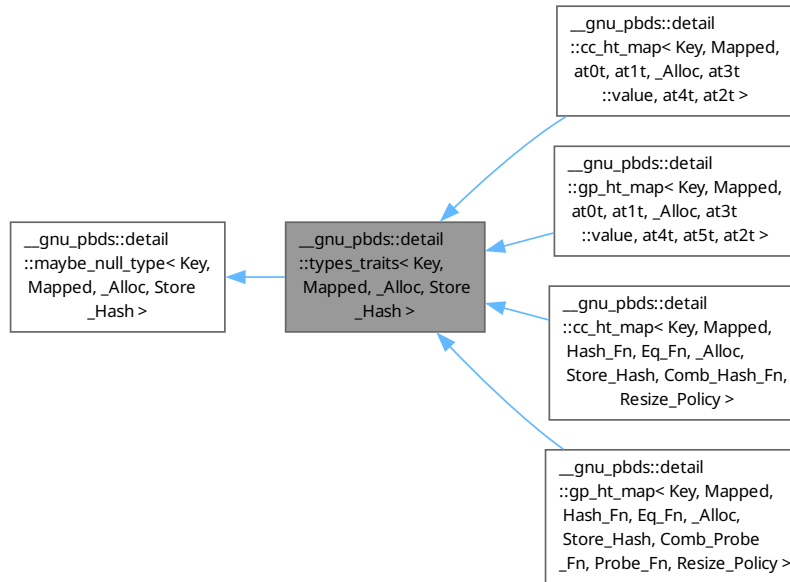 __gnu_pbds::detail
::maybe_null_type< Key,
Mapped, _Alloc, Store
_Hash >
__gnu_pbds::detail
::types_traits< Key,
Mapped, _Alloc, Store
_Hash >
__gnu_pbds::detail
::cc_ht_map< Key, Mapped,
at0t, at1t, _Alloc, at3t
::value, at4t, at2t >
__gnu_pbds::detail
::gp_ht_map< Key, Mapped,
at0t, at1t, _Alloc, at3t
::value, at4t, at5t, at2t >
__gnu_pbds::detail
::cc_ht_map< Key, Mapped,
Hash_Fn, Eq_Fn, _Alloc,
Store_Hash, Comb_Hash_Fn,
Resize_Policy >
__gnu_pbds::detail
::gp_ht_map< Key, Mapped,
Hash_Fn, Eq_Fn, _Alloc,
Store_Hash, Comb_Probe
_Fn, Probe_Fn, Resize_Policy >